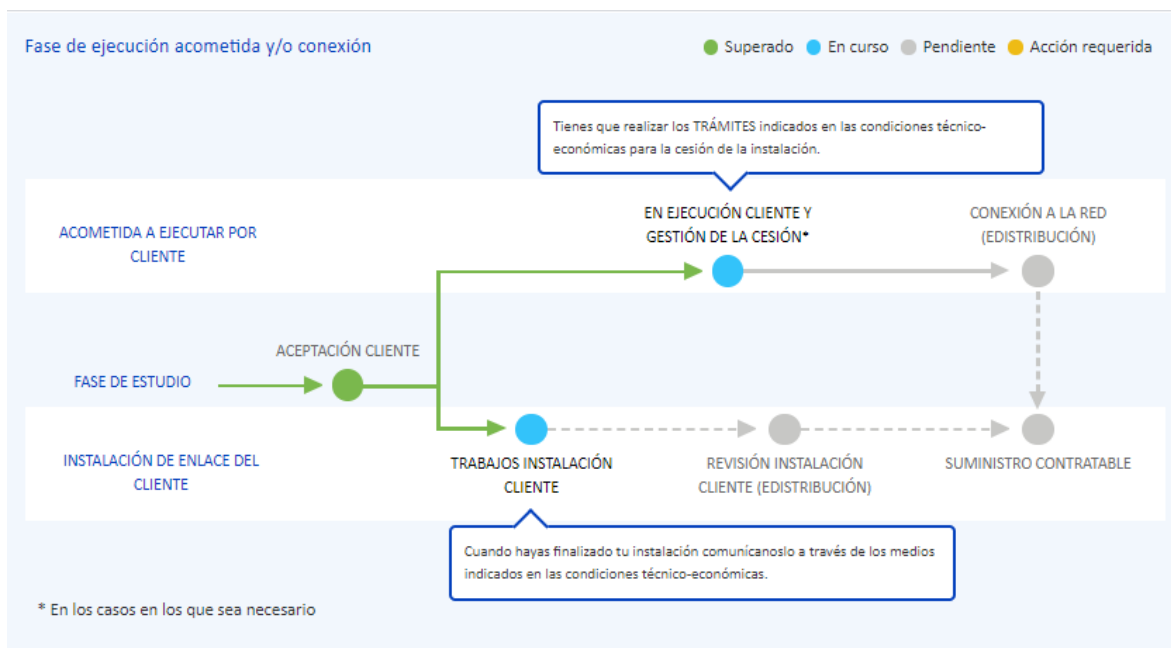 Fase de ejecución acometida y/o conexión
Superado
En curso
Pendiente
Acción requerida
Tienes que realizar los TRÁMITES indicados en las condiciones técnico-
económicas para la cesión de la instalación.
ACOMETIDA A EJECUTAR POR
CLIENTE
EN EJECUCIÓN CLIENTE Y
GESTIÓN DE LA CESIÓN*
CONEXIÓN A LA RED
(EDISTRIBUCIÓN)
ACEPTACIÓN CLIENTE
FASE DE ESTUDIO
INSTALACIÓN DE ENLACE DEL
CLIENTE
TRABAJOS INSTALACIÓN
CLIENTE
REVISIÓN INSTALACIÓN
CLIENTE (EDISTRIBUCIÓN)
SUMINISTRO CONTRATABLE
Cuando hayas finalizado tu instalación comunícanoslo a través de los medios
indicados en las condiciones técnico-económicas.
* En los casos en los que sea necesario